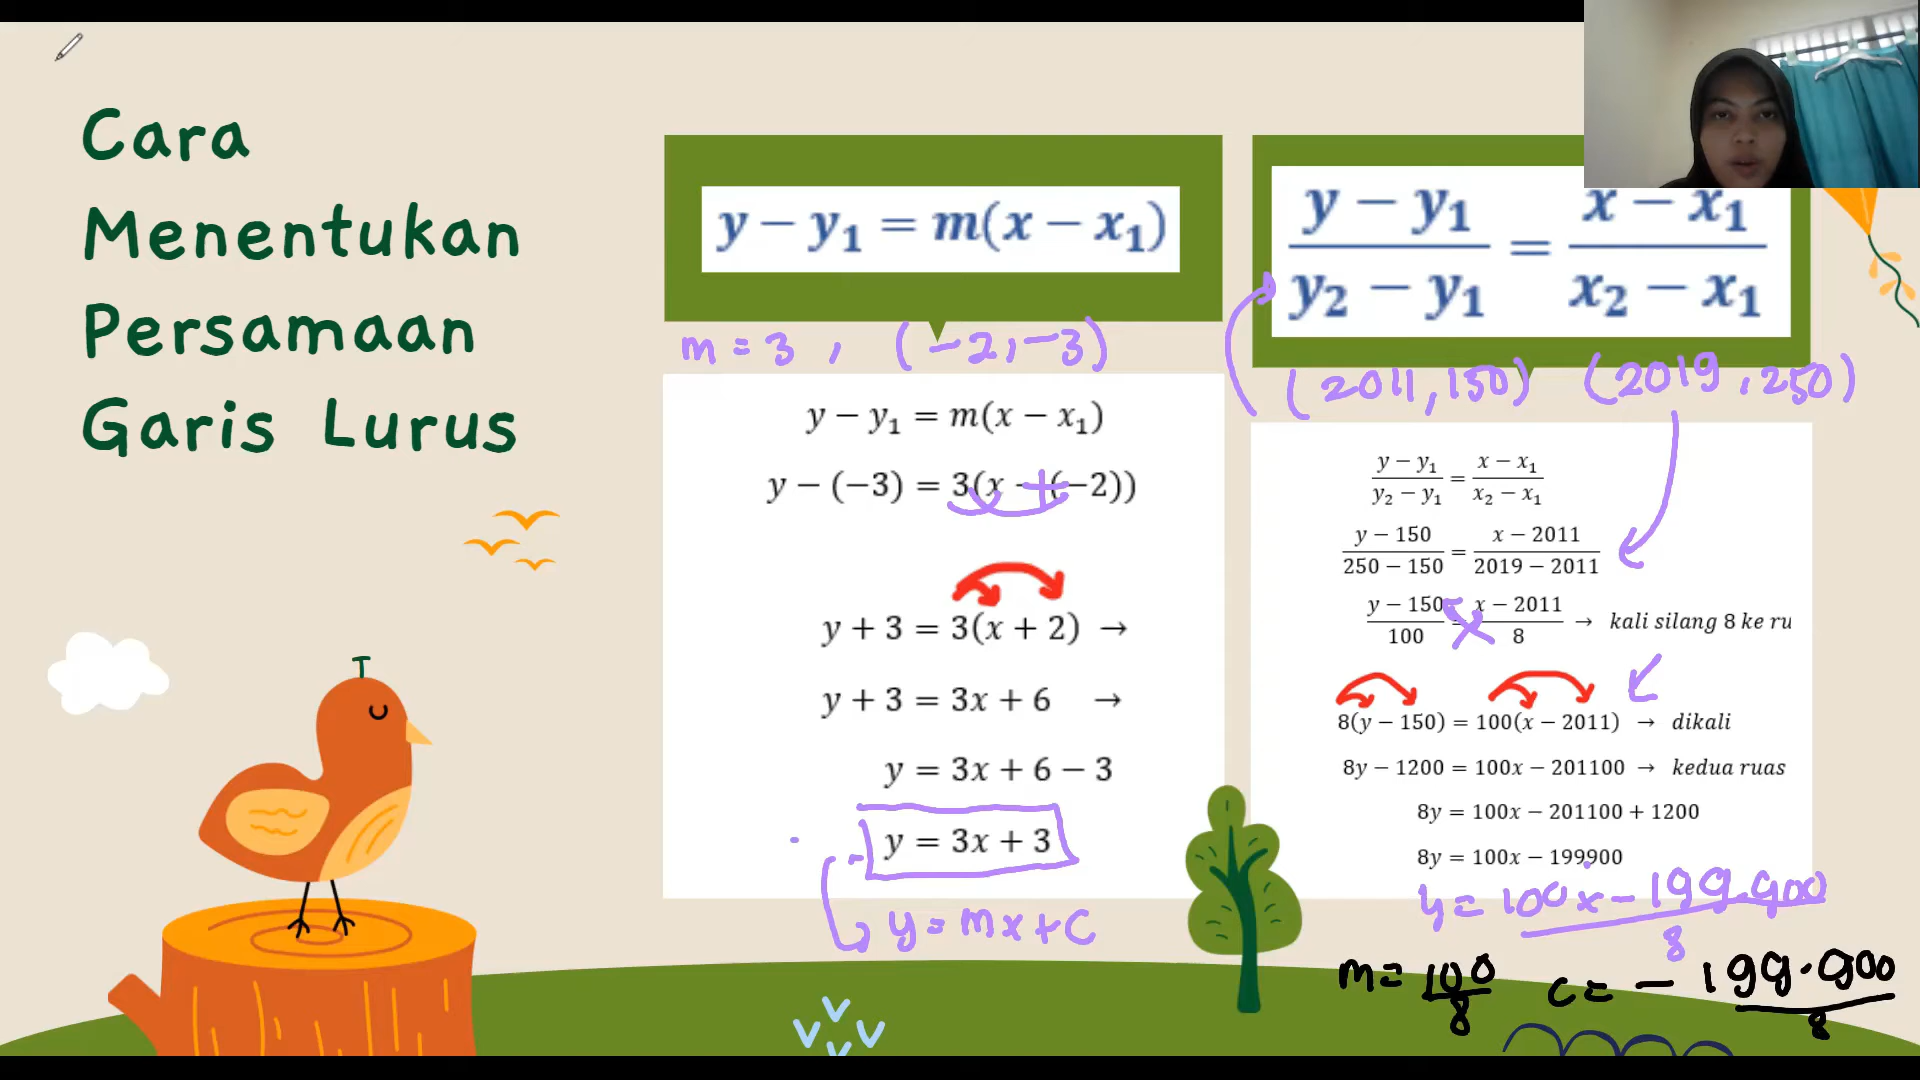 Cara
Menentukan
Persamaan
Garis Lurus
y − y₁ = m(x − x₁)
m = 3 , (−2, −3)
y − y₁ = m(x − x₁)
y − (−3) = 3(x − (−2))
+
y + 3 = 3(x + 2) →
y + 3 = 3x + 6 →
y = 3x + 6 − 3
y = 3x + 3
y = mx + c
(y − y₁)/(y₂ − y₁) = (x − x₁)/(x₂ − x₁)
(2011, 150) (2019, 250)
(y − y₁)/(y₂ − y₁) = (x − x₁)/(x₂ − x₁)
(y − 150)/(250 − 150) = (x − 2011)/(2019 − 2011)
(y − 150)/100 = (x − 2011)/8 → kali silang 8 ke ru
8(y − 150) = 100(x − 2011) → dikali
8y − 1200 = 100x − 201100 → kedua ruas
8y = 100x − 201100 + 1200
8y = 100x − 199900
y = (100x − 199.900)/8
m = 100/8 c = − 199.900/8